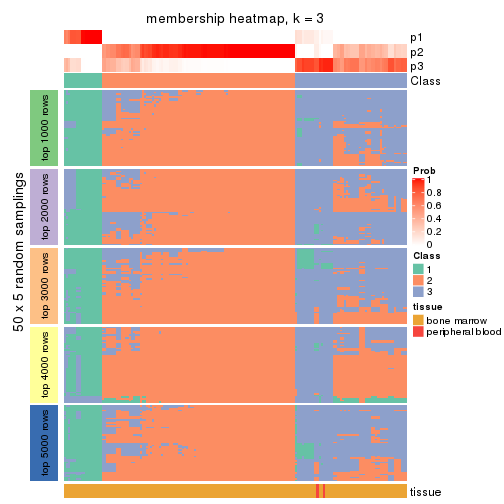 membership heatmap, k = 3
p1
p2
p3
Class
50 x 5 random samplings
top 1000 rows
top 2000 rows
top 3000 rows
top 4000 rows
top 5000 rows
Prob
1
0.8
0.6
0.4
0.2
0
Class
1
2
3
tissue
bone marrow
peripheral blood
tissue